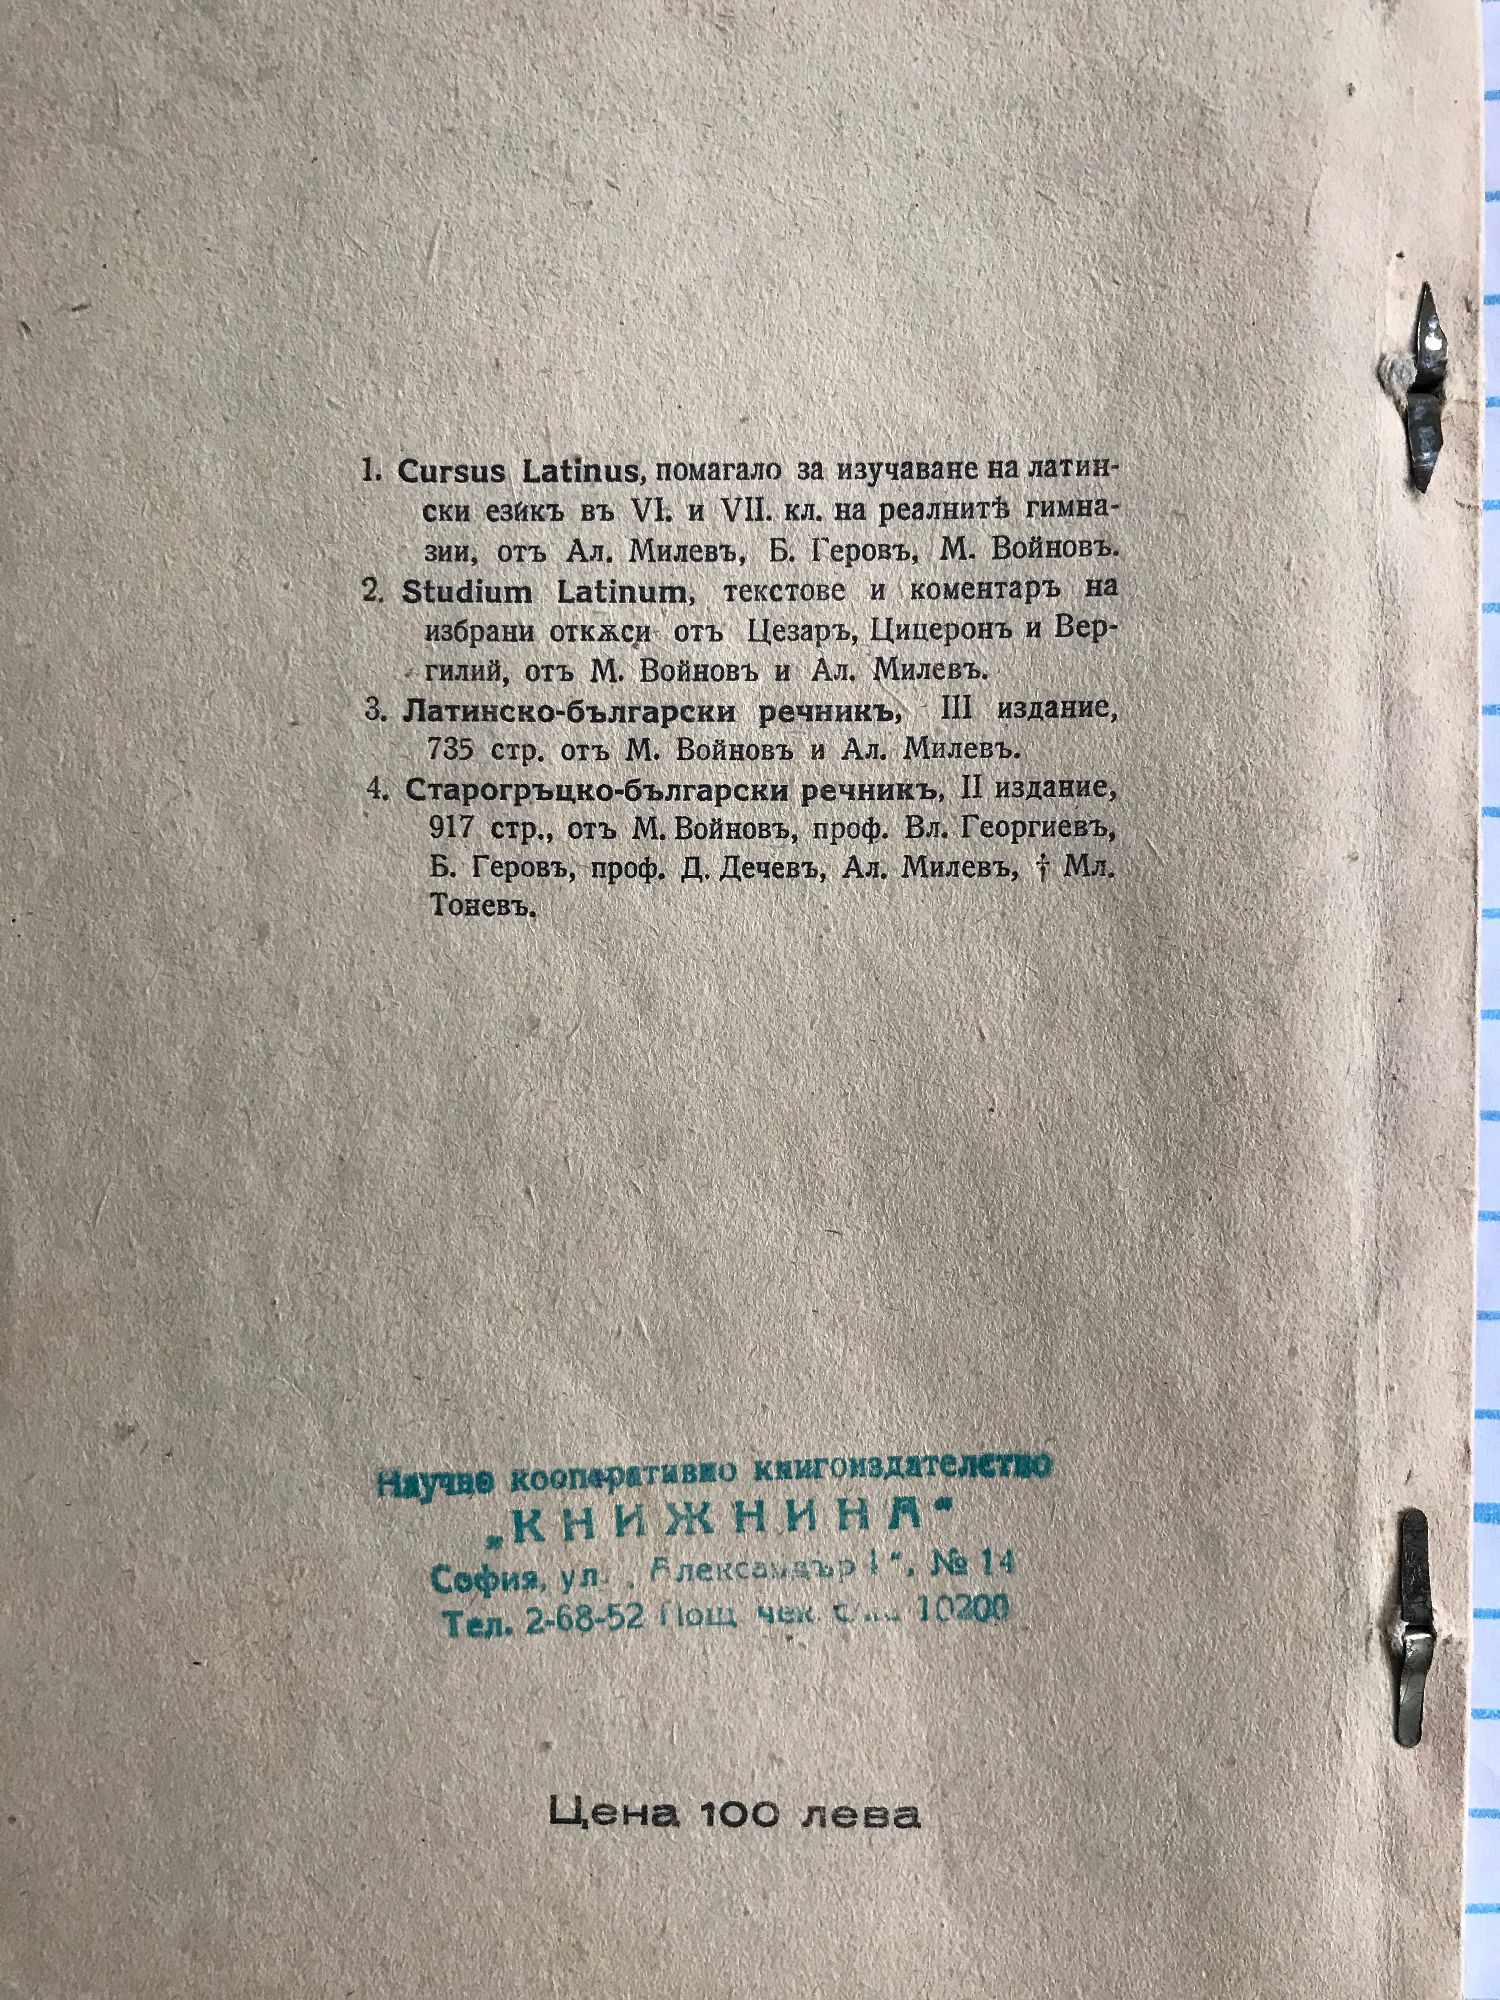 1. Cursus Latinus, помагало за изучаване на латин-
ски езикъ въ VI. и VII. кл. на реалнитѣ гимна-
зии, отъ Ал. Милевъ, Б. Геровъ, М. Войновъ.
2. Studium Latinum, текстове и коментаръ на
избрани откѫси отъ Цезаръ, Цицеронъ и Вер-
гилий, отъ М. Войновъ и Ал. Милевъ.
3. Латинско-български речникъ, III издание,
735 стр. отъ М. Войновъ и Ал. Милевъ.
4. Старогръцко-български речникъ, II издание,
917 стр., отъ М. Войновъ, проф. Вл. Георгиевъ,
Б. Геровъ, проф. Д. Дечевъ, Ал. Милевъ, † Мл.
Тоневъ.
Научно кооперативно книгоиздателство
„КНИЖНИНА“
София, ул. „Александър I“, № 14
Тел. 2-68-52 Пощ. чек. 10200
Цена 100 лева